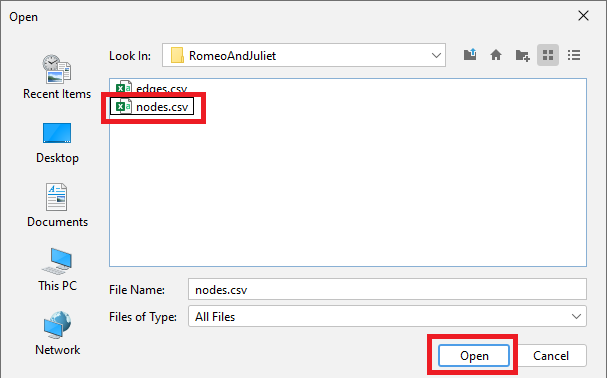 Open
Look In: RomeoAndJuliet
Recent Items
Desktop
Documents
This PC
Network
edges.csv
nodes.csv
File Name: nodes.csv
Files of Type: All Files
Open Cancel